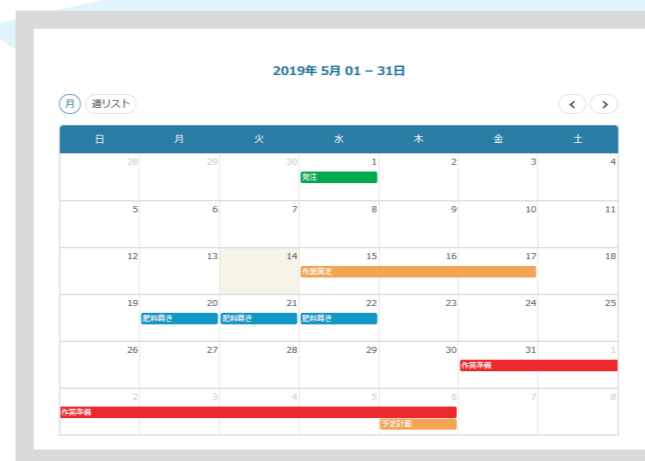 2019年 5月 01 – 31日
月 週リスト
日 月 火 水 木 金 土
28 29 30 1 2 3 4
発注
5 6 7 8 9 10 11
12 13 14 15 16 17 18
作業策定
19 20 21 22 23 24 25
肥料蒔き 肥料蒔き 肥料蒔き
26 27 28 29 30 31 1
作業準備
2 3 4 5 6 7 8
作業準備
予定計画